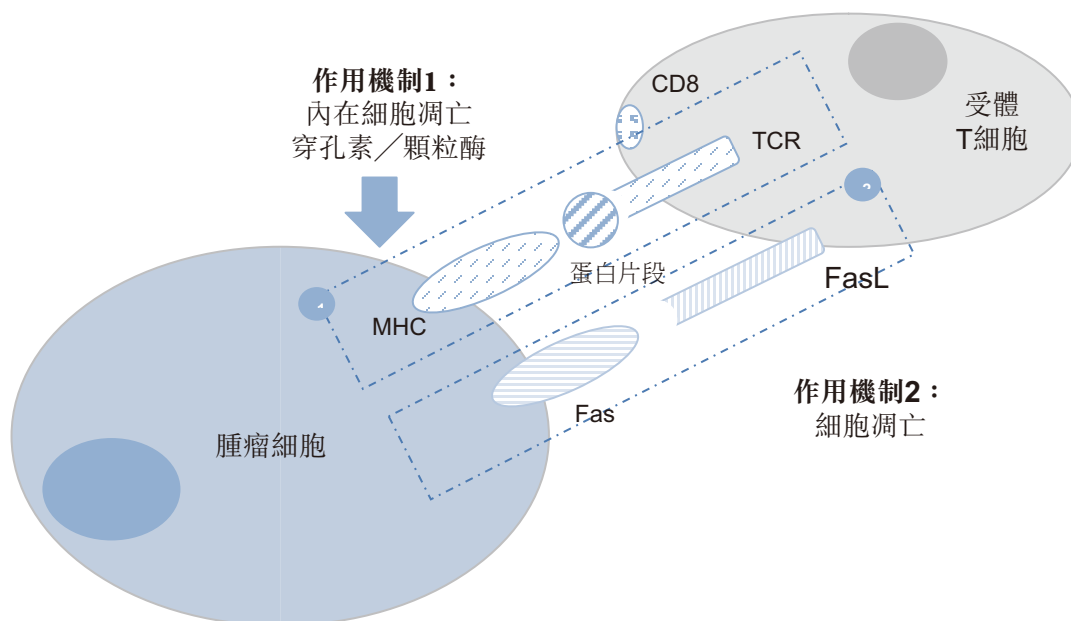 作用機制1：
內在細胞凋亡
穿孔素／顆粒酶
CD8
TCR
受體
T細胞
蛋白片段
FasL
MHC
Fas
作用機制2：
細胞凋亡
腫瘤細胞